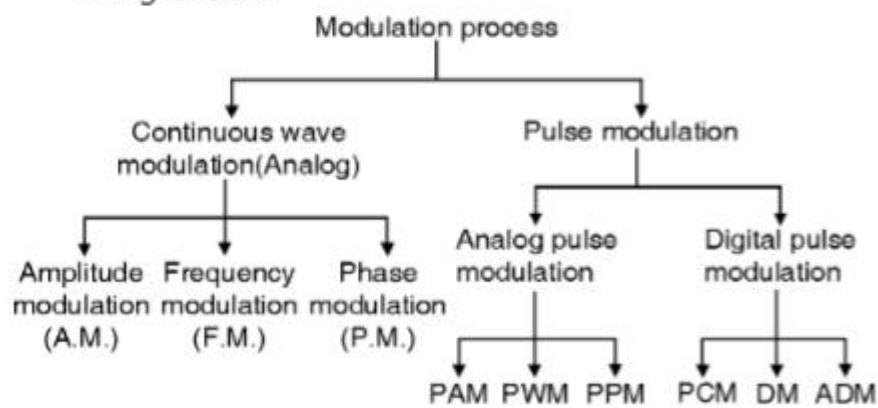 Modulation process
Continuous wave
modulation(Analog)
Pulse modulation
Amplitude
modulation
(A.M.)
Frequency
modulation
(F.M.)
Phase
modulation
(P.M.)
Analog pulse
modulation
Digital pulse
modulation
PAM PWM PPM
PCM DM ADM